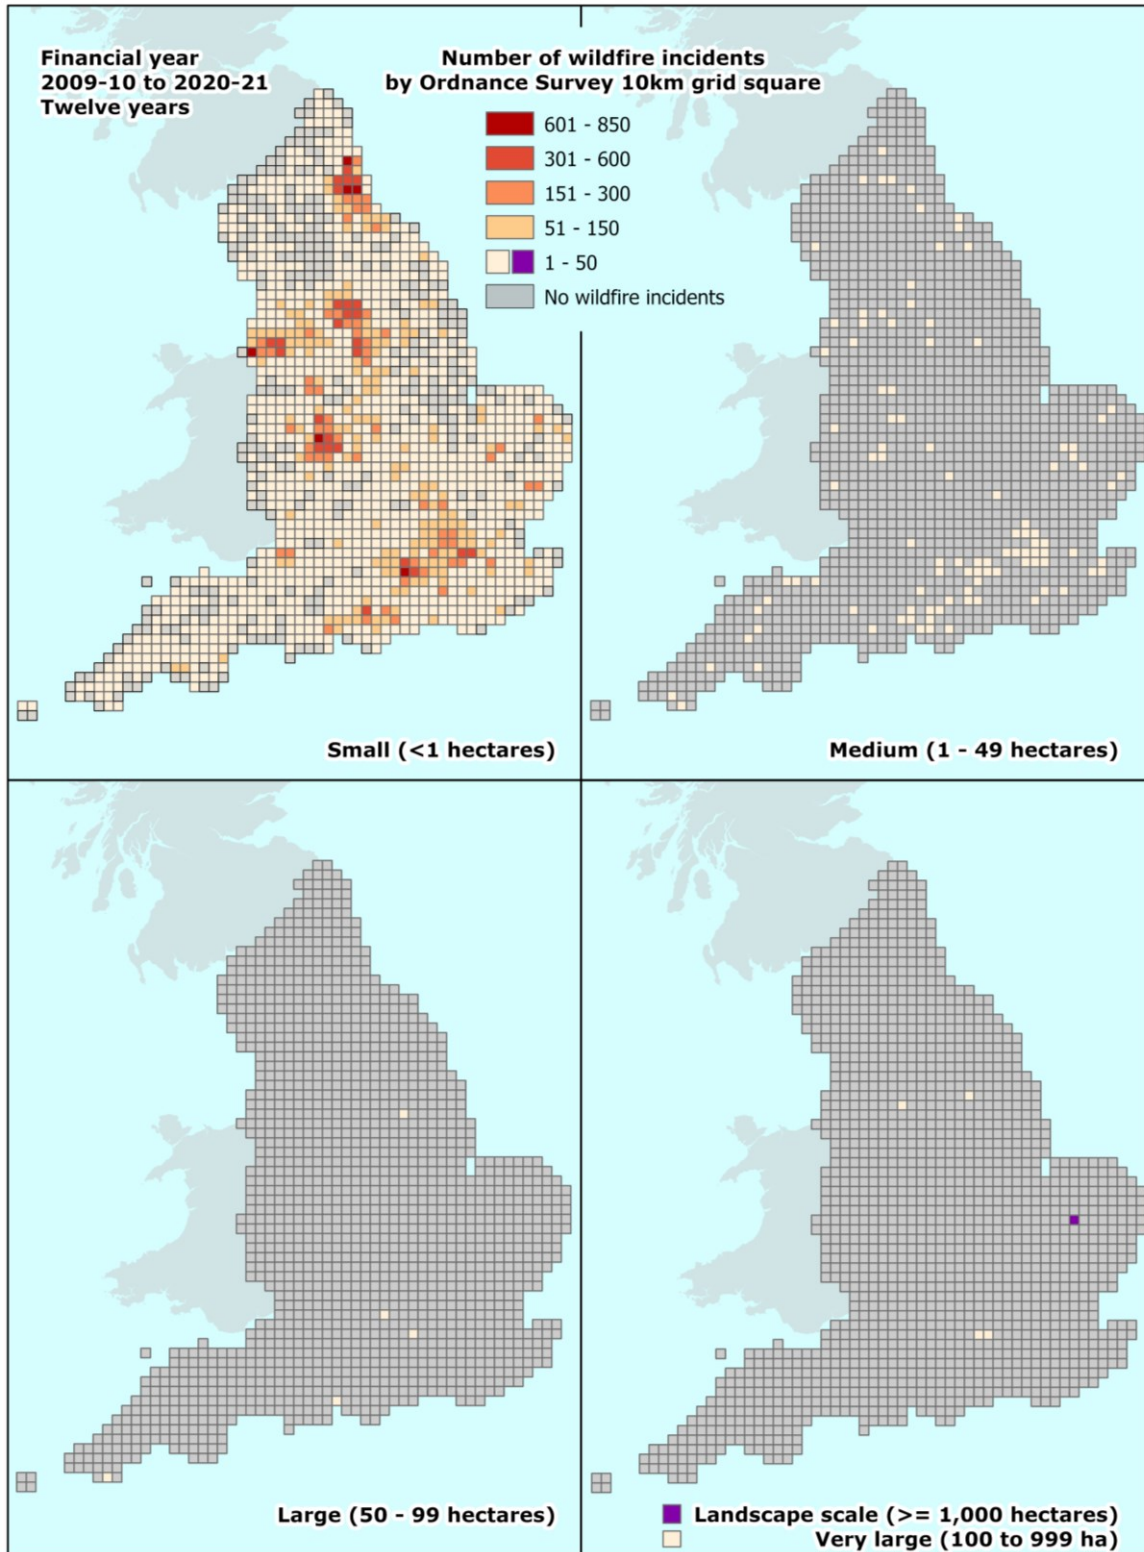 Financial year
2009-10 to 2020-21
Twelve years
Number of wildfire incidents
by Ordnance Survey 10km grid square
601 - 850
301 - 600
151 - 300
51 - 150
1 - 50
No wildfire incidents
Small (<1 hectares)
Medium (1 - 49 hectares)
Large (50 - 99 hectares)
Landscape scale (>= 1,000 hectares)
Very large (100 to 999 ha)